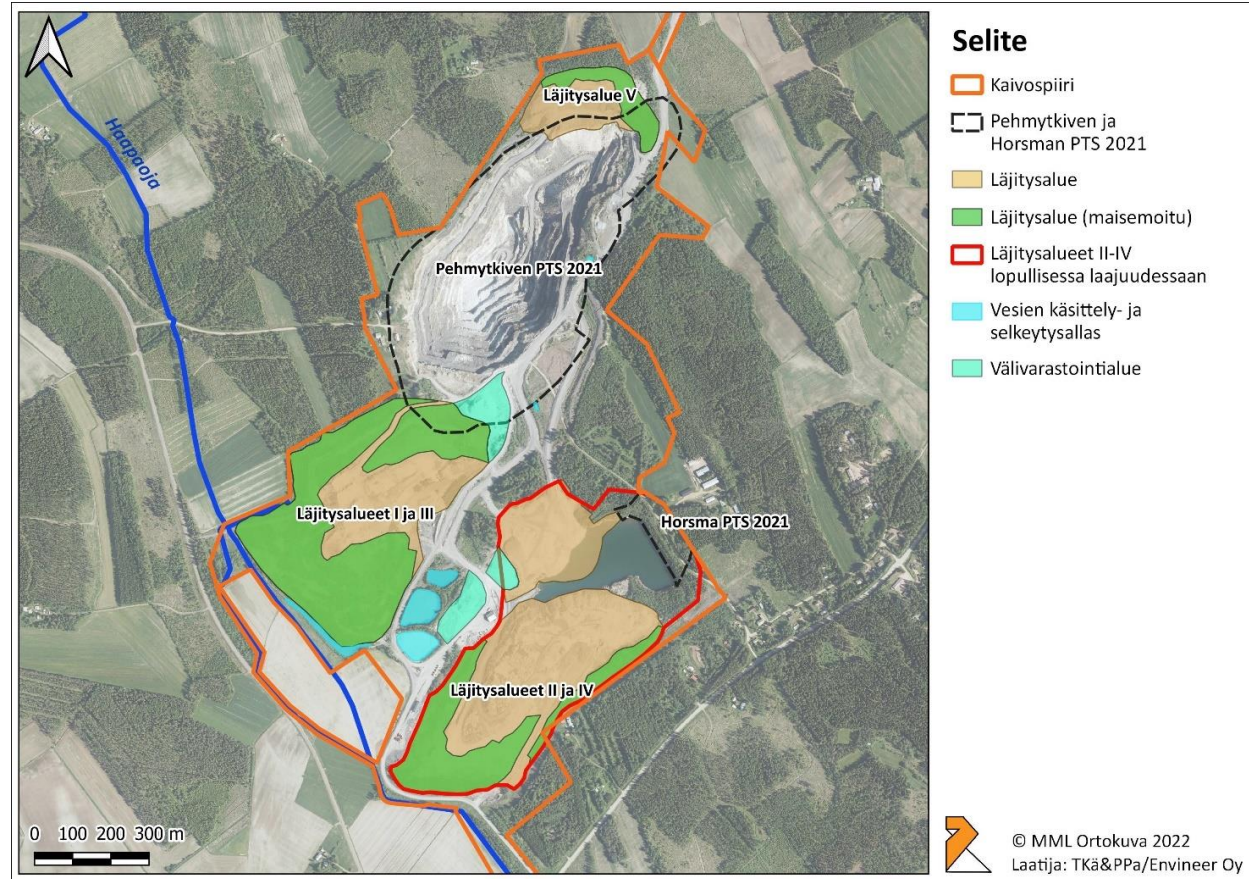 Haapaoja
Läjitysalue V
Pehmytkiven PTS 2021
Läjitysalueet I ja III
Horsma PTS 2021
Läjitysalueet II ja IV
0 100 200 300 m
Selite
Kaivospiiri
Pehmytkiven ja
Horsman PTS 2021
Läjitysalue
Läjitysalue (maisemoitu)
Läjitysalueet II-IV
lopullisessa laajuudessaan
Vesien käsittely- ja
selkeytysallas
Välivarastointialue
© MML Ortokuva 2022
Laatija: TKä&PPa/Envineer Oy